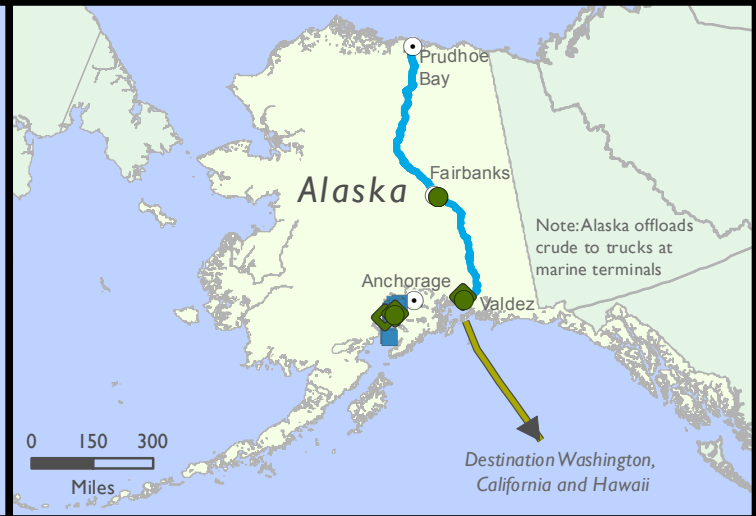 Prudhoe
Bay
Fairbanks
Alaska
Note:Alaska offloads
crude to trucks at
marine terminals
Anchorage
Valdez
0 150 300
Miles
Destination Washington,
California and Hawaii